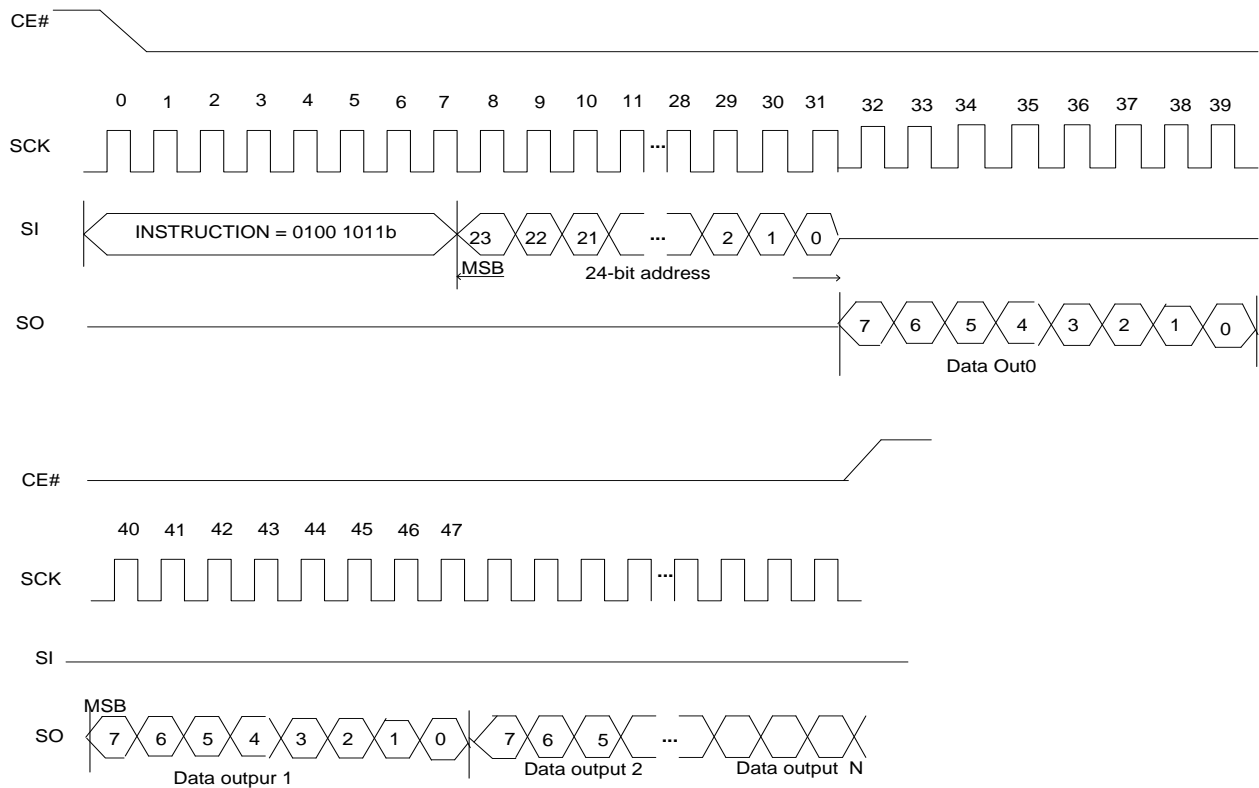 CE#
0 1 2 3 4 5 6 7 8 9 10 11 28 29 30 31 32 33 34 35 36 37 38 39
SCK ...
SI INSTRUCTION = 0100 1011b 23 22 21 ... 2 1 0
MSB 24-bit address
SO 7 6 5 4 3 2 1 0
Data Out0
CE#
40 41 42 43 44 45 46 47
SCK ...
SI
MSB
SO 7 6 5 4 3 2 1 0 7 6 5 ...
Data outpur 1 Data output 2 Data output N